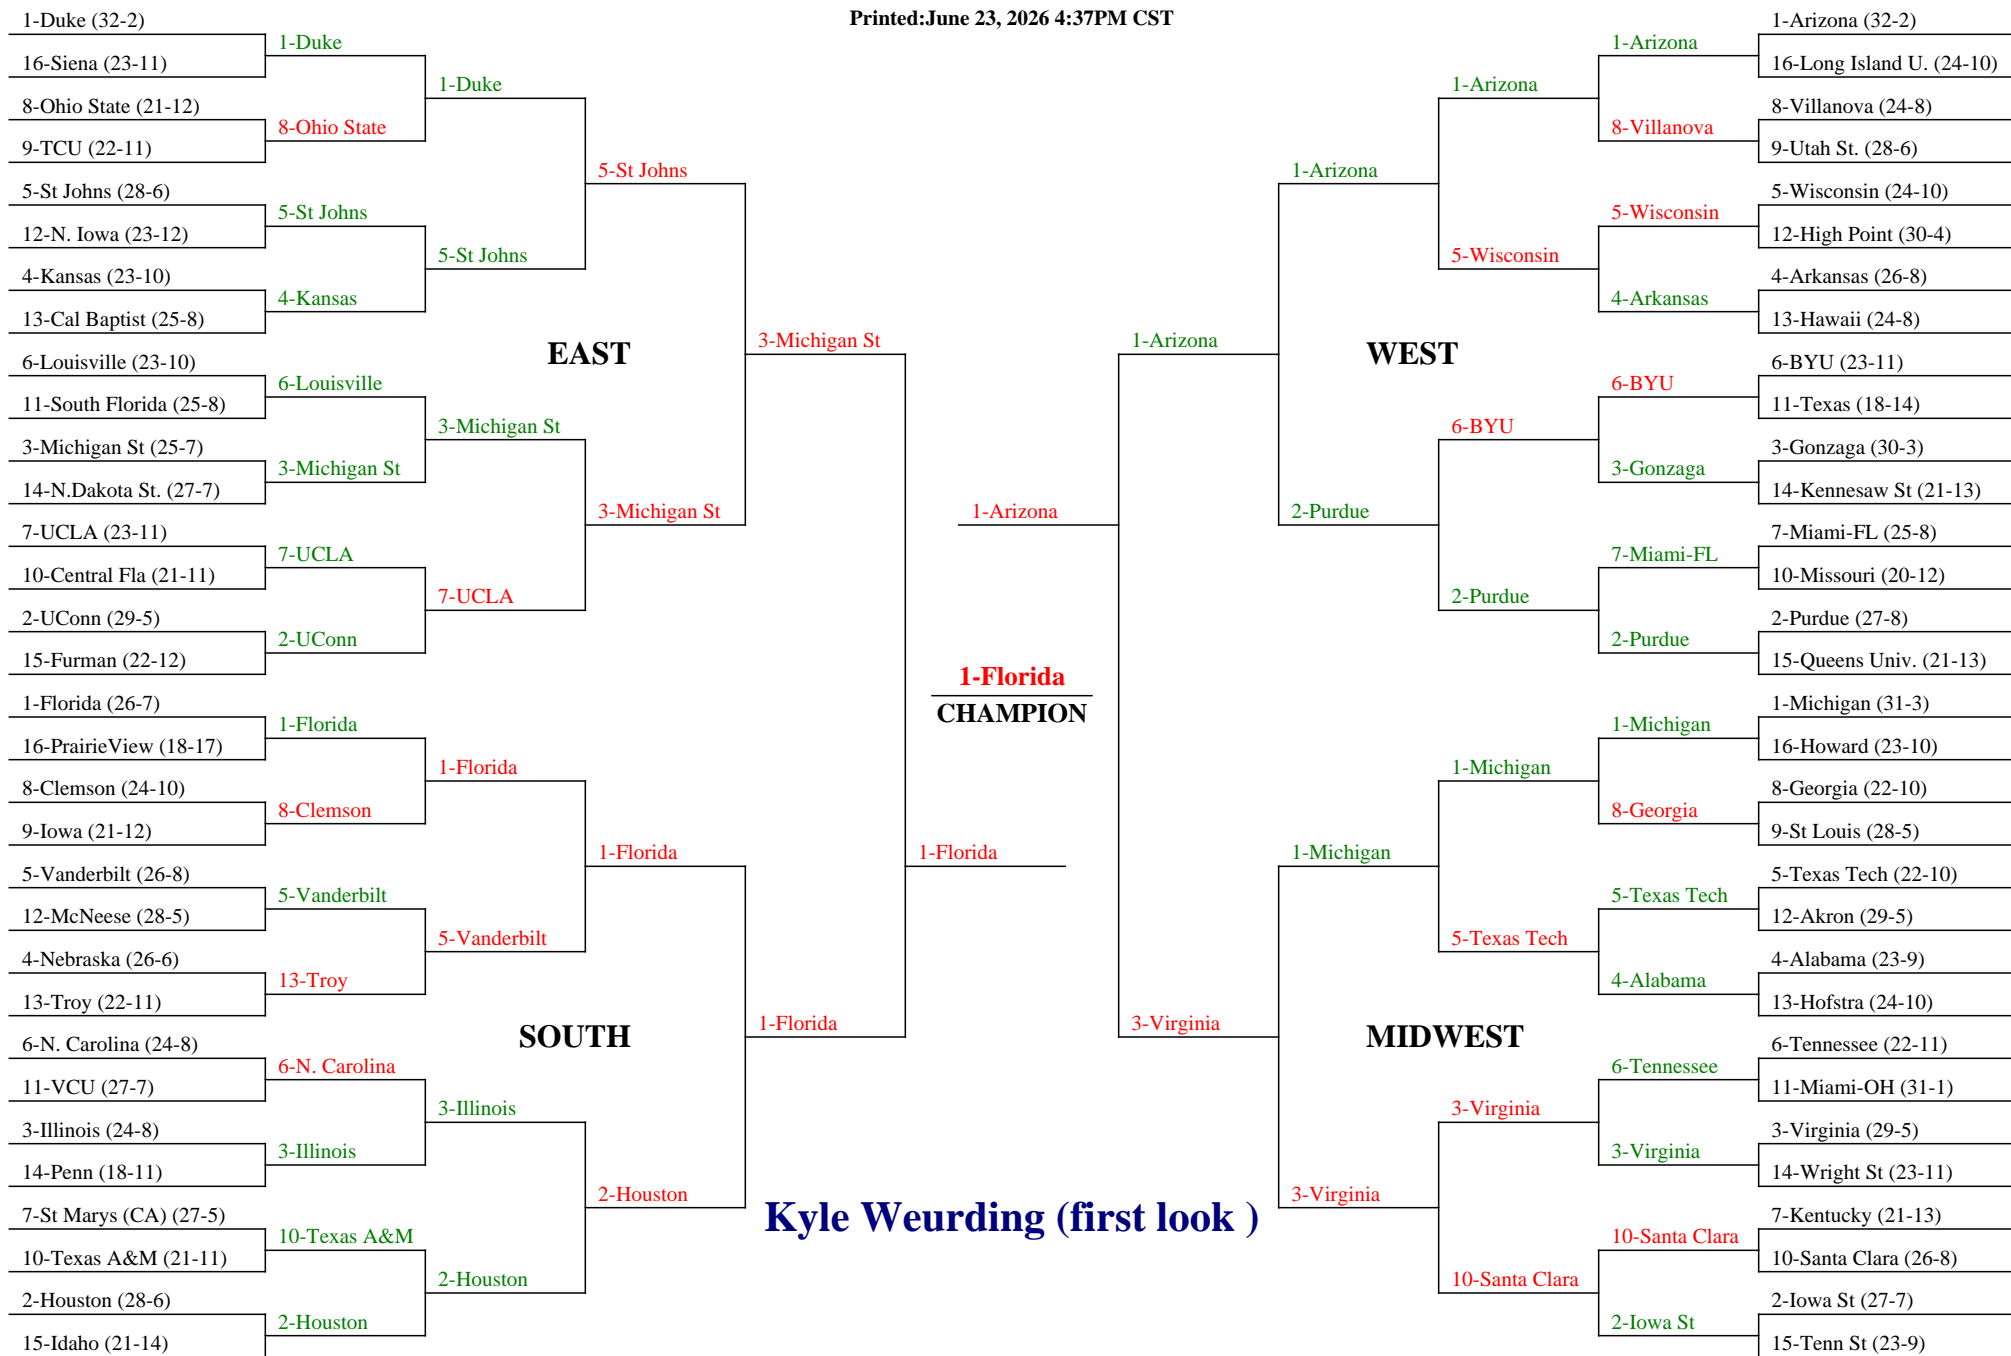 Printed:June 23, 2026 4:37PM CST
1-Duke (32-2)
16-Siena (23-11)
8-Ohio State (21-12)
9-TCU (22-11)
5-St Johns (28-6)
12-N. Iowa (23-12)
4-Kansas (23-10)
13-Cal Baptist (25-8)
6-Louisville (23-10)
11-South Florida (25-8)
3-Michigan St (25-7)
14-N.Dakota St. (27-7)
7-UCLA (23-11)
10-Central Fla (21-11)
2-UConn (29-5)
15-Furman (22-12)
1-Florida (26-7)
16-PrairieView (18-17)
8-Clemson (24-10)
9-Iowa (21-12)
5-Vanderbilt (26-8)
12-McNeese (28-5)
4-Nebraska (26-6)
13-Troy (22-11)
6-N. Carolina (24-8)
11-VCU (27-7)
3-Illinois (24-8)
14-Penn (18-11)
7-St Marys (CA) (27-5)
10-Texas A&M (21-11)
2-Houston (28-6)
15-Idaho (21-14)
1-Duke
8-Ohio State
5-St Johns
4-Kansas
6-Louisville
3-Michigan St
7-UCLA
2-UConn
1-Florida
8-Clemson
5-Vanderbilt
13-Troy
6-N. Carolina
3-Illinois
10-Texas A&M
2-Houston
1-Duke
5-St Johns
3-Michigan St
7-UCLA
1-Florida
5-Vanderbilt
3-Illinois
2-Houston
5-St Johns
3-Michigan St
1-Florida
2-Houston
EAST
SOUTH
3-Michigan St
1-Florida
1-Florida
1-Arizona
1-Florida
CHAMPION
Kyle Weurding (first look )
1-Arizona
3-Virginia
WEST
MIDWEST
1-Arizona
2-Purdue
1-Michigan
3-Virginia
1-Arizona
5-Wisconsin
6-BYU
2-Purdue
1-Michigan
5-Texas Tech
3-Virginia
10-Santa Clara
1-Arizona
8-Villanova
5-Wisconsin
4-Arkansas
6-BYU
3-Gonzaga
7-Miami-FL
2-Purdue
1-Michigan
8-Georgia
5-Texas Tech
4-Alabama
6-Tennessee
3-Virginia
10-Santa Clara
2-Iowa St
1-Arizona (32-2)
16-Long Island U. (24-10)
8-Villanova (24-8)
9-Utah St. (28-6)
5-Wisconsin (24-10)
12-High Point (30-4)
4-Arkansas (26-8)
13-Hawaii (24-8)
6-BYU (23-11)
11-Texas (18-14)
3-Gonzaga (30-3)
14-Kennesaw St (21-13)
7-Miami-FL (25-8)
10-Missouri (20-12)
2-Purdue (27-8)
15-Queens Univ. (21-13)
1-Michigan (31-3)
16-Howard (23-10)
8-Georgia (22-10)
9-St Louis (28-5)
5-Texas Tech (22-10)
12-Akron (29-5)
4-Alabama (23-9)
13-Hofstra (24-10)
6-Tennessee (22-11)
11-Miami-OH (31-1)
3-Virginia (29-5)
14-Wright St (23-11)
7-Kentucky (21-13)
10-Santa Clara (26-8)
2-Iowa St (27-7)
15-Tenn St (23-9)